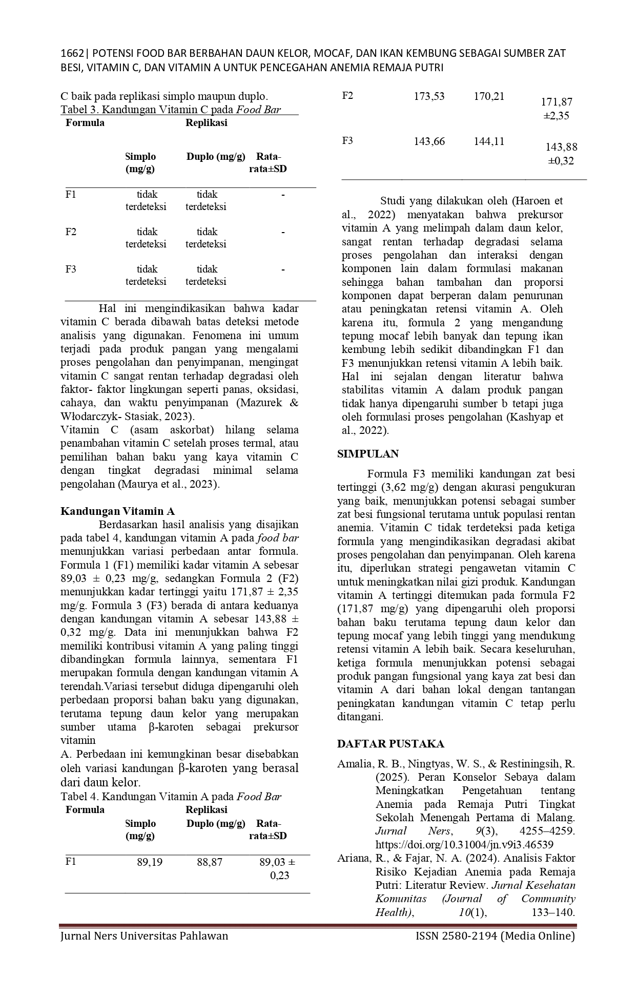 1662| POTENSI FOOD BAR BERBAHAN DAUN KELOR, MOCAF, DAN IKAN KEMBUNG SEBAGAI SUMBER ZAT
BESI, VITAMIN C, DAN VITAMIN A UNTUK PENCEGAHAN ANEMIA REMAJA PUTRI
C baik pada replikasi simplo maupun duplo.
Tabel 3. Kandungan Vitamin C pada Food Bar
Formula Replikasi
Simplo Duplo (mg/g) Rata-
(mg/g) rata±SD
F1 tidak tidak -
terdeteksi terdeteksi
F2 tidak tidak -
terdeteksi terdeteksi
F3 tidak tidak -
terdeteksi terdeteksi
Hal ini mengindikasikan bahwa kadar
vitamin C berada dibawah batas deteksi metode
analisis yang digunakan. Fenomena ini umum
terjadi pada produk pangan yang mengalami
proses pengolahan dan penyimpanan, mengingat
vitamin C sangat rentan terhadap degradasi oleh
faktor- faktor lingkungan seperti panas, oksidasi,
cahaya, dan waktu penyimpanan (Mazurek &
Włodarczyk- Stasiak, 2023).
Vitamin C (asam askorbat) hilang selama
penambahan vitamin C setelah proses termal, atau
pemilihan bahan baku yang kaya vitamin C
dengan tingkat degradasi minimal selama
pengolahan (Maurya et al., 2023).
Kandungan Vitamin A
Berdasarkan hasil analisis yang disajikan
pada tabel 4, kandungan vitamin A pada food bar
menunjukkan variasi perbedaan antar formula.
Formula 1 (F1) memiliki kadar vitamin A sebesar
89,03 ± 0,23 mg/g, sedangkan Formula 2 (F2)
menunjukkan kadar tertinggi yaitu 171,87 ± 2,35
mg/g. Formula 3 (F3) berada di antara keduanya
dengan kandungan vitamin A sebesar 143,88 ±
0,32 mg/g. Data ini menunjukkan bahwa F2
memiliki kontribusi vitamin A yang paling tinggi
dibandingkan formula lainnya, sementara F1
merupakan formula dengan kandungan vitamin A
terendah.Variasi tersebut diduga dipengaruhi oleh
perbedaan proporsi bahan baku yang digunakan,
terutama tepung daun kelor yang merupakan
sumber utama β-karoten sebagai prekursor
vitamin
A. Perbedaan ini kemungkinan besar disebabkan
oleh variasi kandungan β-karoten yang berasal
dari daun kelor.
Tabel 4. Kandungan Vitamin A pada Food Bar
Formula Replikasi
Simplo Duplo (mg/g) Rata-
(mg/g) rata±SD
F1 89,19 88,87 89,03 ±
0,23
F2 173,53 170,21 171,87
±2,35
F3 143,66 144,11 143,88
±0,32
Studi yang dilakukan oleh (Haroen et
al., 2022) menyatakan bahwa prekursor
vitamin A yang melimpah dalam daun kelor,
sangat rentan terhadap degradasi selama
proses pengolahan dan interaksi dengan
komponen lain dalam formulasi makanan
sehingga bahan tambahan dan proporsi
komponen dapat berperan dalam penurunan
atau peningkatan retensi vitamin A. Oleh
karena itu, formula 2 yang mengandung
tepung mocaf lebih banyak dan tepung ikan
kembung lebih sedikit dibandingkan F1 dan
F3 menunjukkan retensi vitamin A lebih baik.
Hal ini sejalan dengan literatur bahwa
stabilitas vitamin A dalam produk pangan
tidak hanya dipengaruhi sumber b tetapi juga
oleh formulasi proses pengolahan (Kashyap et
al., 2022).
SIMPULAN
Formula F3 memiliki kandungan zat besi
tertinggi (3,62 mg/g) dengan akurasi pengukuran
yang baik, menunjukkan potensi sebagai sumber
zat besi fungsional terutama untuk populasi rentan
anemia. Vitamin C tidak terdeteksi pada ketiga
formula yang mengindikasikan degradasi akibat
proses pengolahan dan penyimpanan. Oleh karena
itu, diperlukan strategi pengawetan vitamin C
untuk meningkatkan nilai gizi produk. Kandungan
vitamin A tertinggi ditemukan pada formula F2
(171,87 mg/g) yang dipengaruhi oleh proporsi
bahan baku terutama tepung daun kelor dan
tepung mocaf yang lebih tinggi yang mendukung
retensi vitamin A lebih baik. Secara keseluruhan,
ketiga formula menunjukkan potensi sebagai
produk pangan fungsional yang kaya zat besi dan
vitamin A dari bahan lokal dengan tantangan
peningkatan kandungan vitamin C tetap perlu
ditangani.
DAFTAR PUSTAKA
Amalia, R. B., Ningtyas, W. S., & Restiningsih, R.
(2025). Peran Konselor Sebaya dalam
Meningkatkan Pengetahuan tentang
Anemia pada Remaja Putri Tingkat
Sekolah Menengah Pertama di Malang.
Jurnal Ners, 9(3), 4255–4259.
https://doi.org/10.31004/jn.v9i3.46539
Ariana, R., & Fajar, N. A. (2024). Analisis Faktor
Risiko Kejadian Anemia pada Remaja
Putri: Literatur Review. Jurnal Kesehatan
Komunitas (Journal of Community
Health), 10(1), 133–140.
Jurnal Ners Universitas Pahlawan ISSN 2580-2194 (Media Online)